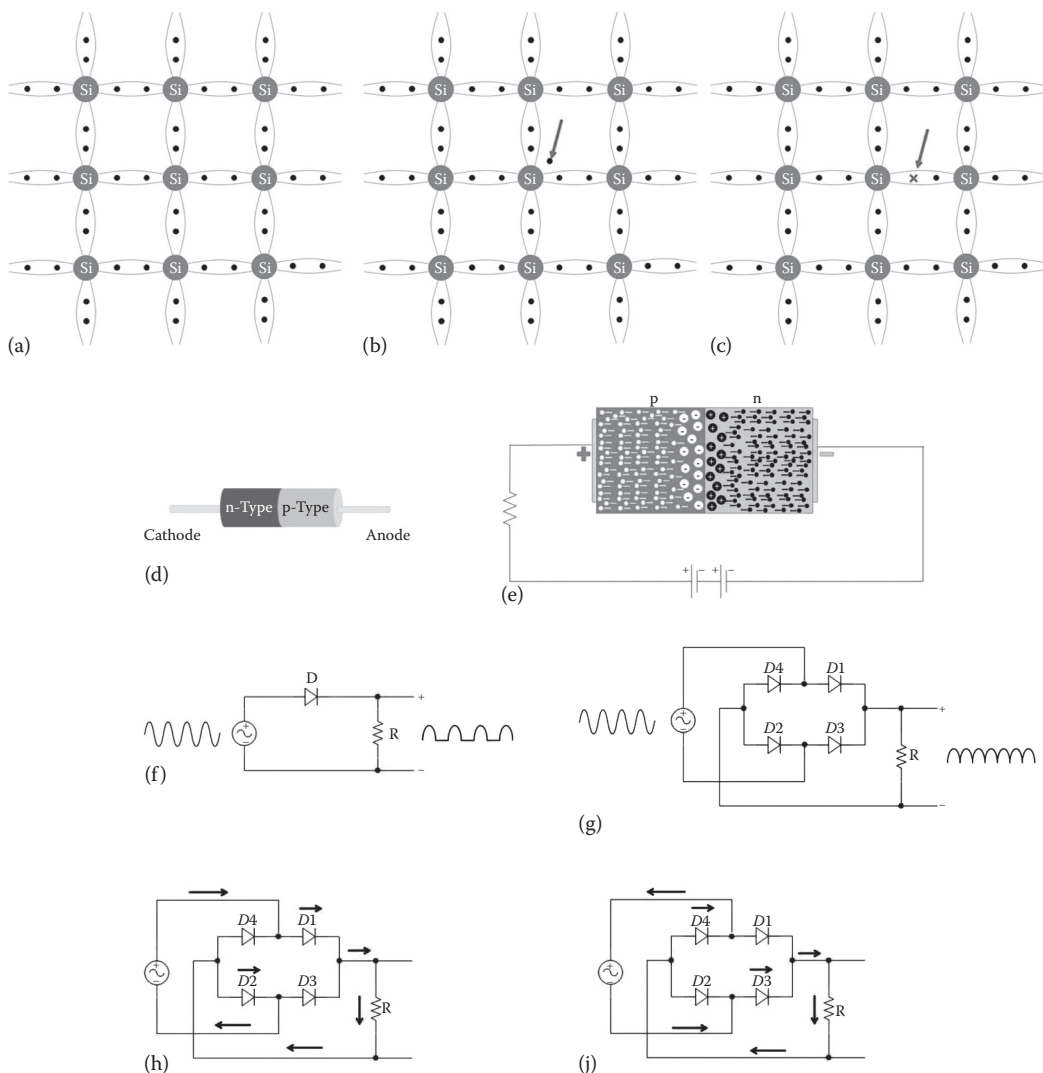 Si Si Si Si Si Si Si Si Si
Si Si Si Si Si Si Si Si Si
Si Si Si Si Si Si Si Si Si
(a) (b) (c)
p n
+ −
n-Type p-Type
Cathode Anode
+ − + −
(d) (e)
D
+
+
−
R
−
(f)
D4 D1
+
+
−
D2 D3
R
−
(g)
D4 D1
D2 D3
R
(h)
D4 D1
D2 D3
R
(j)